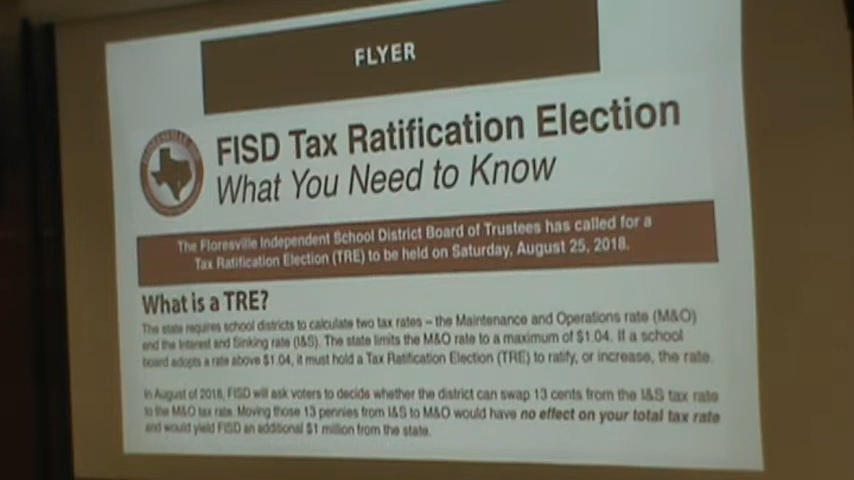 FLYER
FISD Tax Ratification Election
What You Need to Know
The Floresville Independent School District Board of Trustees has called for a
Tax Ratification Election (TRE) to be held on Saturday, August 25, 2018.
What is a TRE?
The state requires school districts to calculate two tax rates – the Maintenance and Operations rate (M&O)
and the Interest and Sinking rate (I&S). The state limits the M&O rate to a maximum of $1.04. If a school
board adopts a rate above $1.04, it must hold a Tax Ratification Election (TRE) to ratify, or increase, the rate.
In August of 2018, FISD will ask voters to decide whether the district can swap 13 cents from the I&S tax rate
to the M&O tax rate. Moving those 13 pennies from I&S to M&O would have no effect on your total tax rate
and would yield FISD an additional $1 million from the state.